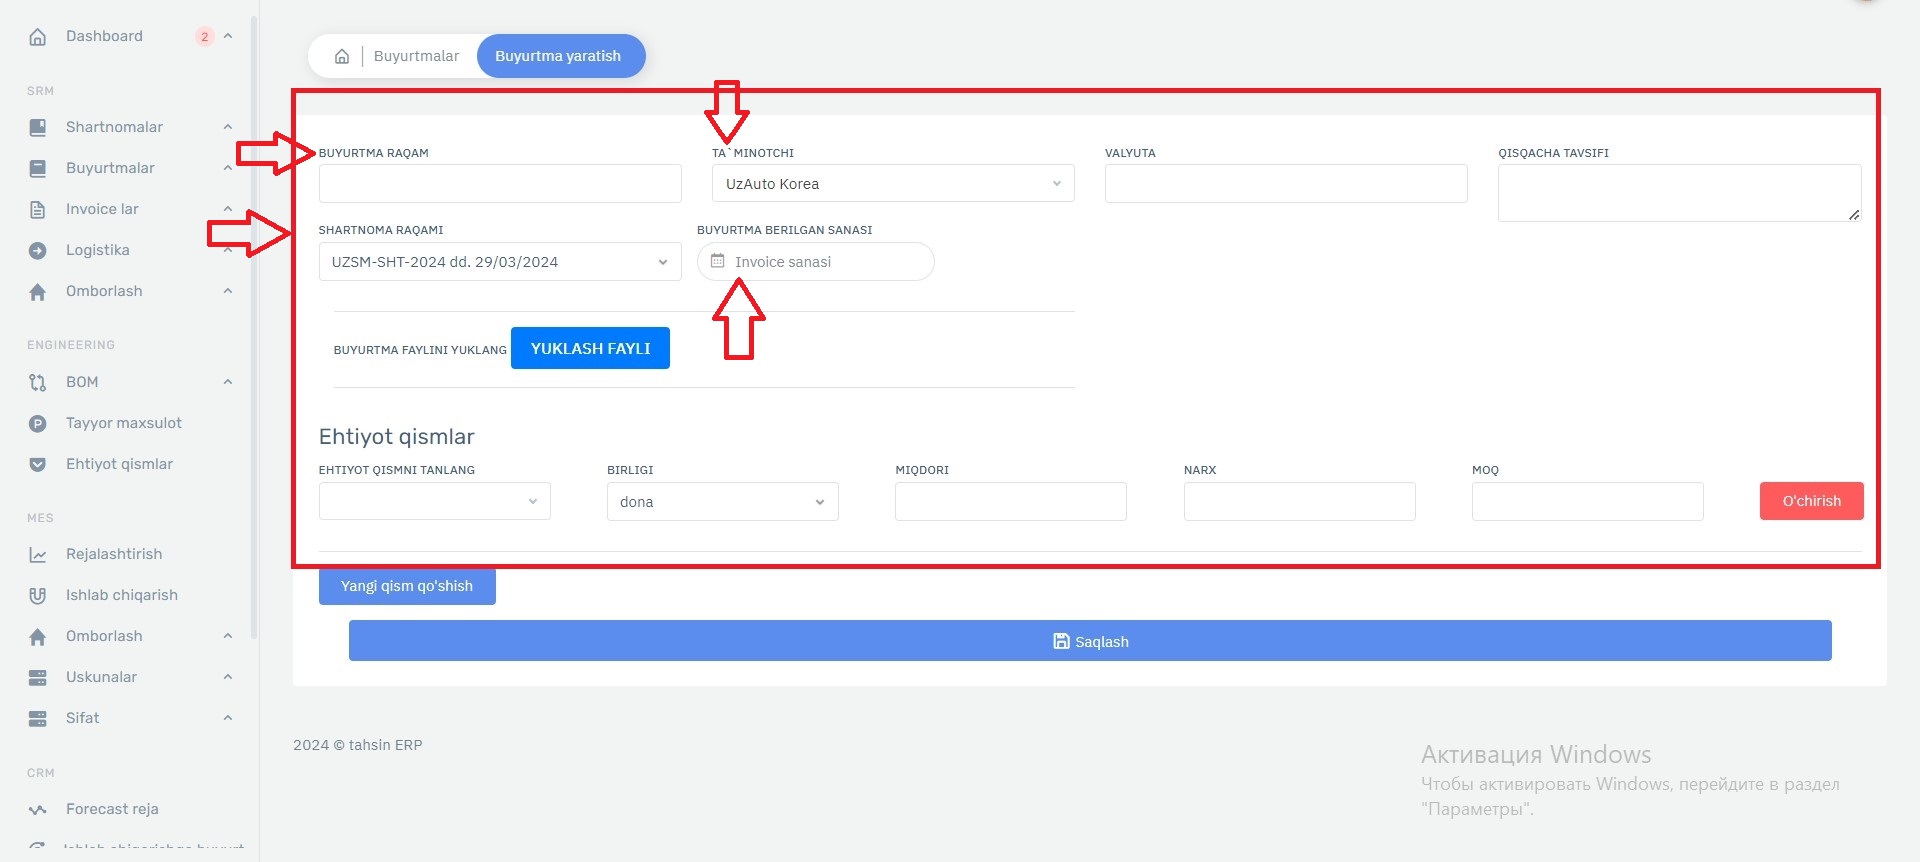 Dashboard 2
SRM
Shartnomalar
Buyurtmalar
Invoice lar
Logistika
Omborlash
ENGINEERING
BOM
Tayyor maxsulot
Ehtiyot qismlar
MES
Rejalashtirish
Ishlab chiqarish
Omborlash
Uskunalar
Sifat
CRM
Forecast reja
Buyurtmalar Buyurtma yaratish
BUYURTMA RAQAM TA`MINOTCHI VALYUTA QISQACHA TAVSIFI
UzAuto Korea
SHARTNOMA RAQAMI BUYURTMA BERILGAN SANASI
UZSM-SHT-2024 dd. 29/03/2024 Invoice sanasi
BUYURTMA FAYLINI YUKLANG YUKLASH FAYLI
Ehtiyot qismlar
EHTIYOT QISMNI TANLANG BIRLIGI MIQDORI NARX MOQ
dona O'chirish
Yangi qism qo'shish
Saqlash
2024 © tahsin ERP
Активация Windows
Чтобы активировать Windows, перейдите в раздел
"Параметры".